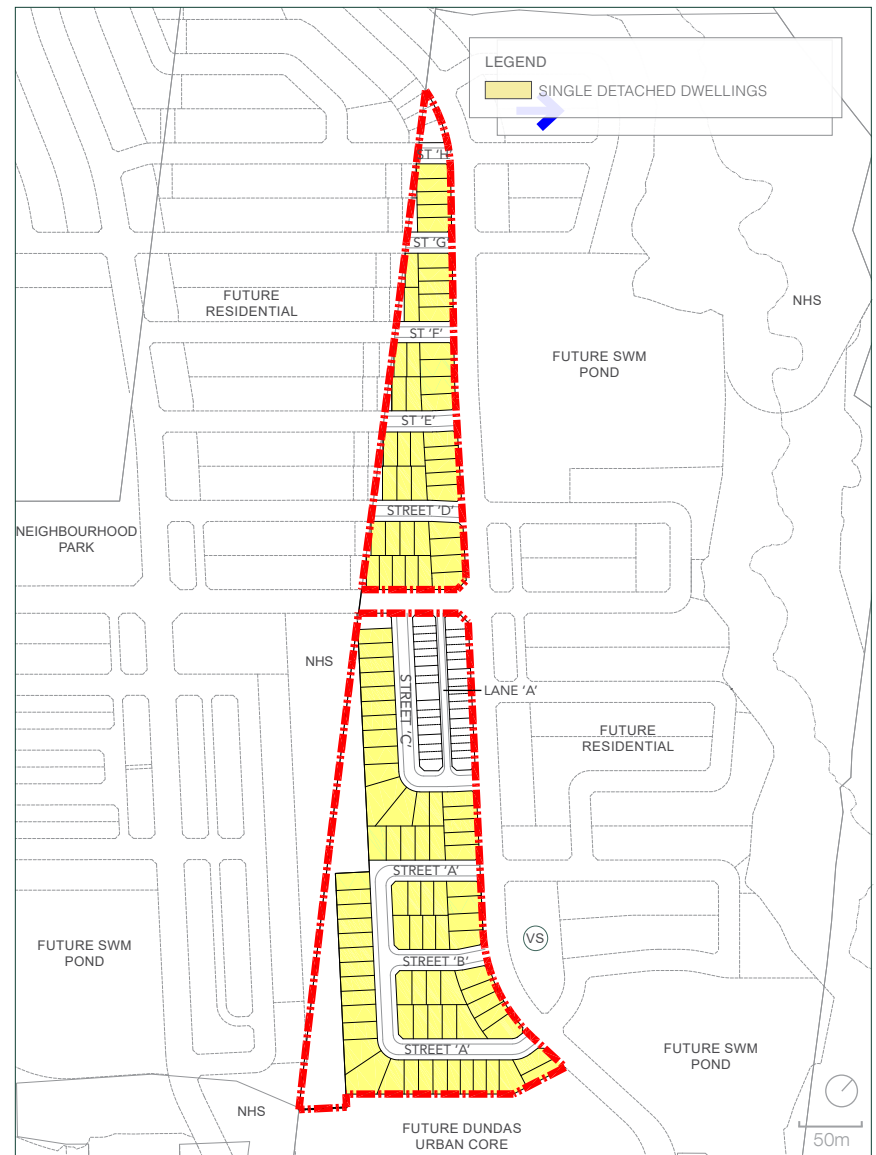 LEGEND
SINGLE DETACHED DWELLINGS
ST 'H'
ST 'G'
NHS
FUTURE
RESIDENTIAL
ST 'F'
FUTURE SWM
POND
ST 'E'
STREET 'D'
NEIGHBOURHOOD
PARK
NHS
STREET 'C'
LANE 'A'
FUTURE
RESIDENTIAL
STREET 'A'
VS
FUTURE SWM
POND
STREET 'B'
STREET 'A'
FUTURE SWM
POND
NHS
FUTURE DUNDAS
URBAN CORE
50m